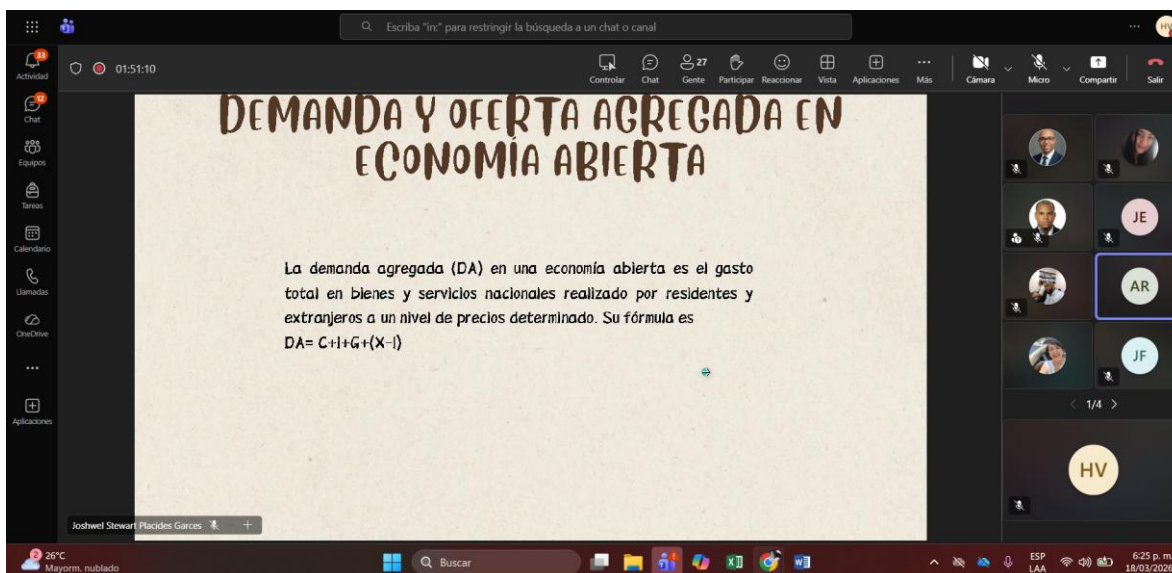 Escriba "in:" para restringir la búsqueda a un chat o canal
HV
33
Actividad
01:51:10
Controlar
Chat
27
Gente
Participar
Reaccionar
Vista
Aplicaciones
Más
Cámara
Micro
Compartir
Salir
12
Chat
Equipos
Tareas
Calendario
Llamadas
OneDrive
Aplicaciones
DEMANDA Y OFERTA AGREGADA EN
ECONOMÍA ABIERTA
La demanda agregada (DA) en una economía abierta es el gasto
total en bienes y servicios nacionales realizado por residentes y
extranjeros a un nivel de precios determinado. Su fórmula es
DA= C+I+G+(X-I)
JE
AR
JF
1/4
HV
Joshwel Stewart Placides Garces
2
26°C
Mayorm. nublado
Buscar
ESP
LAA
6:25 p. m.
18/03/2026